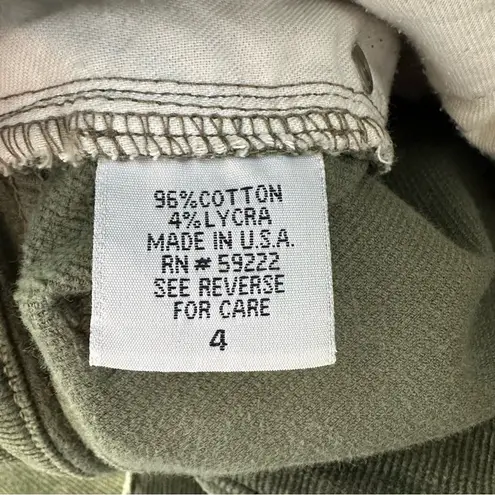 96%COTTON
4%LYCRA
MADE IN U.S.A.
RN # 59222
SEE REVERSE
FOR CARE
4